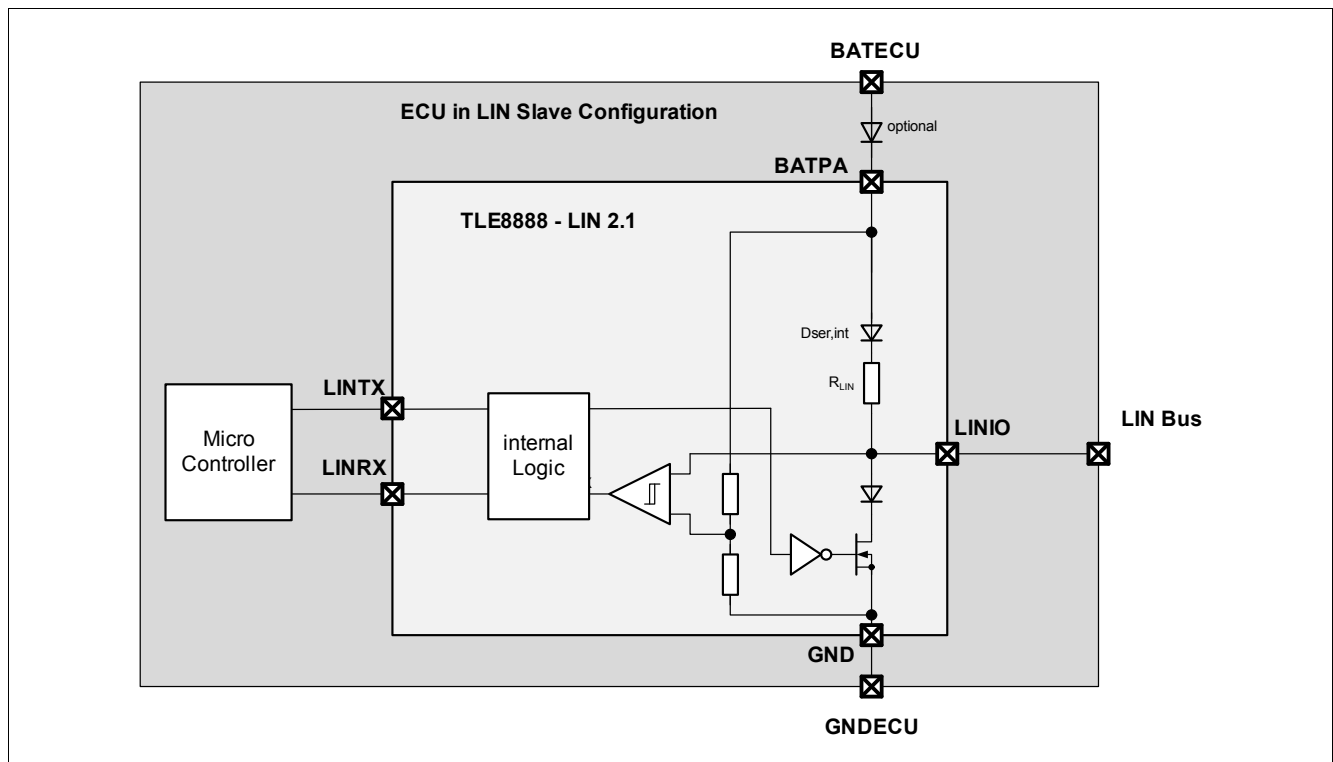 BATECU
ECU in LIN Slave Configuration
optional
BATPA
TLE8888 - LIN 2.1
Dser,int
RLIN
LINTX
LINIO
LIN Bus
Micro
Controller
internal
Logic
LINRX
GND
GNDECU